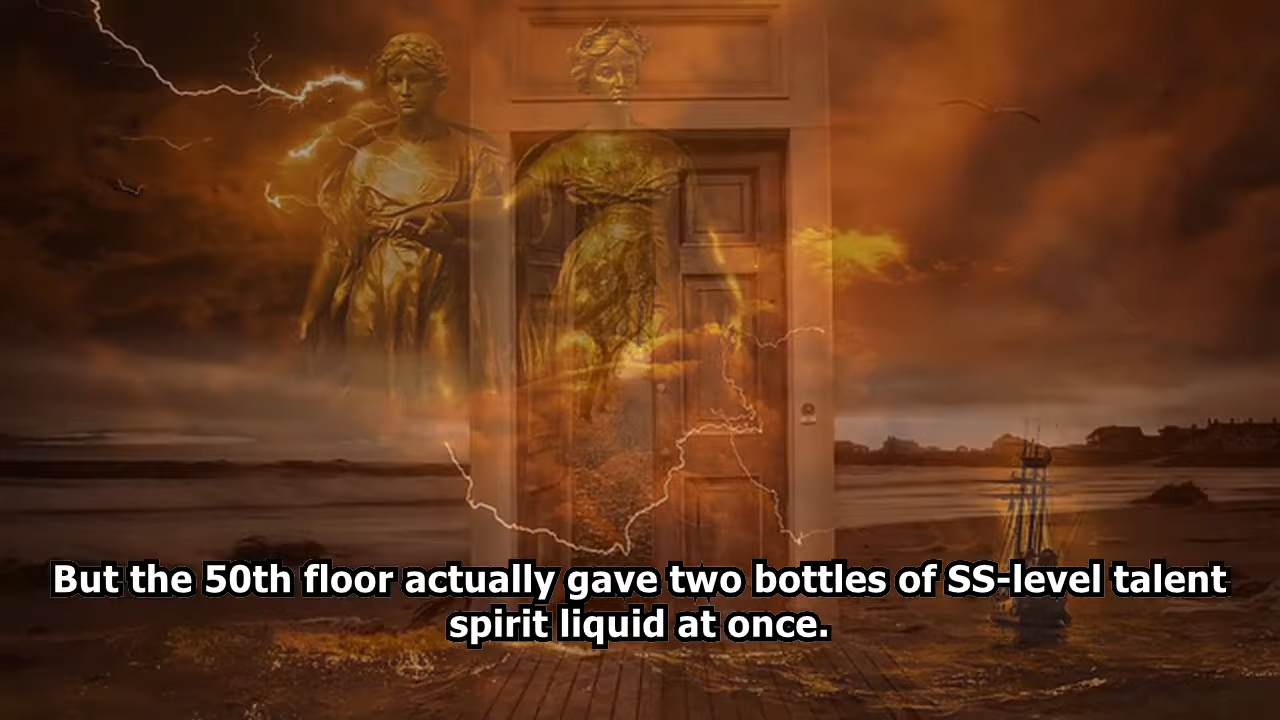 But the 50th floor actually gave two bottles of SS-level talent
spirit liquid at once.